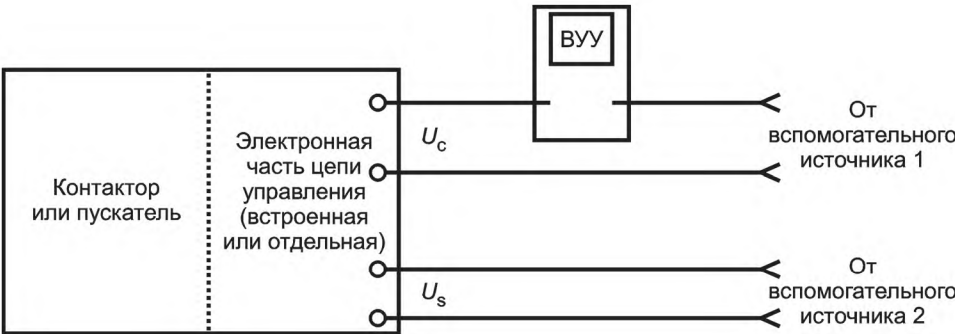 ВУУ
Контактор
или пускатель
Электронная
часть цепи
управления
(встроенная
или отдельная)
Uc
Us
От
вспомогательного
источника 1
От
вспомогательного
источника 2